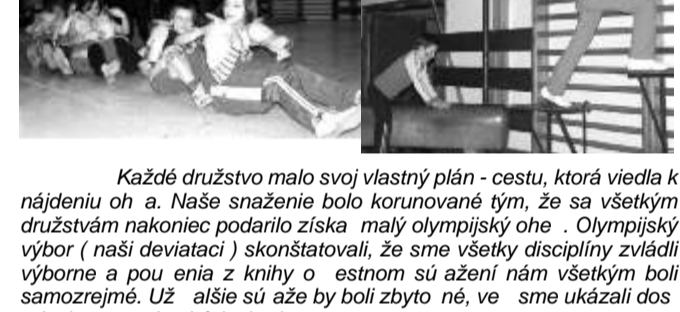 Každé družstvo malo svoj vlastný plán - cestu, ktorá viedla k
nájdeniu oh a. Naše snaženie bolo korunované tým, že sa všetkým
družstvám nakoniec podarilo získa malý olympijský ohe . Olympijský
výbor ( naši deviataci ) skonštatovali, že sme všetky disciplíny zvládli
výborne a pou enia z knihy o estnom sú ažení nám všetkým boli
samozrejmé. Už alšie sú aže by boli zbyto né, ve sme ukázali dos